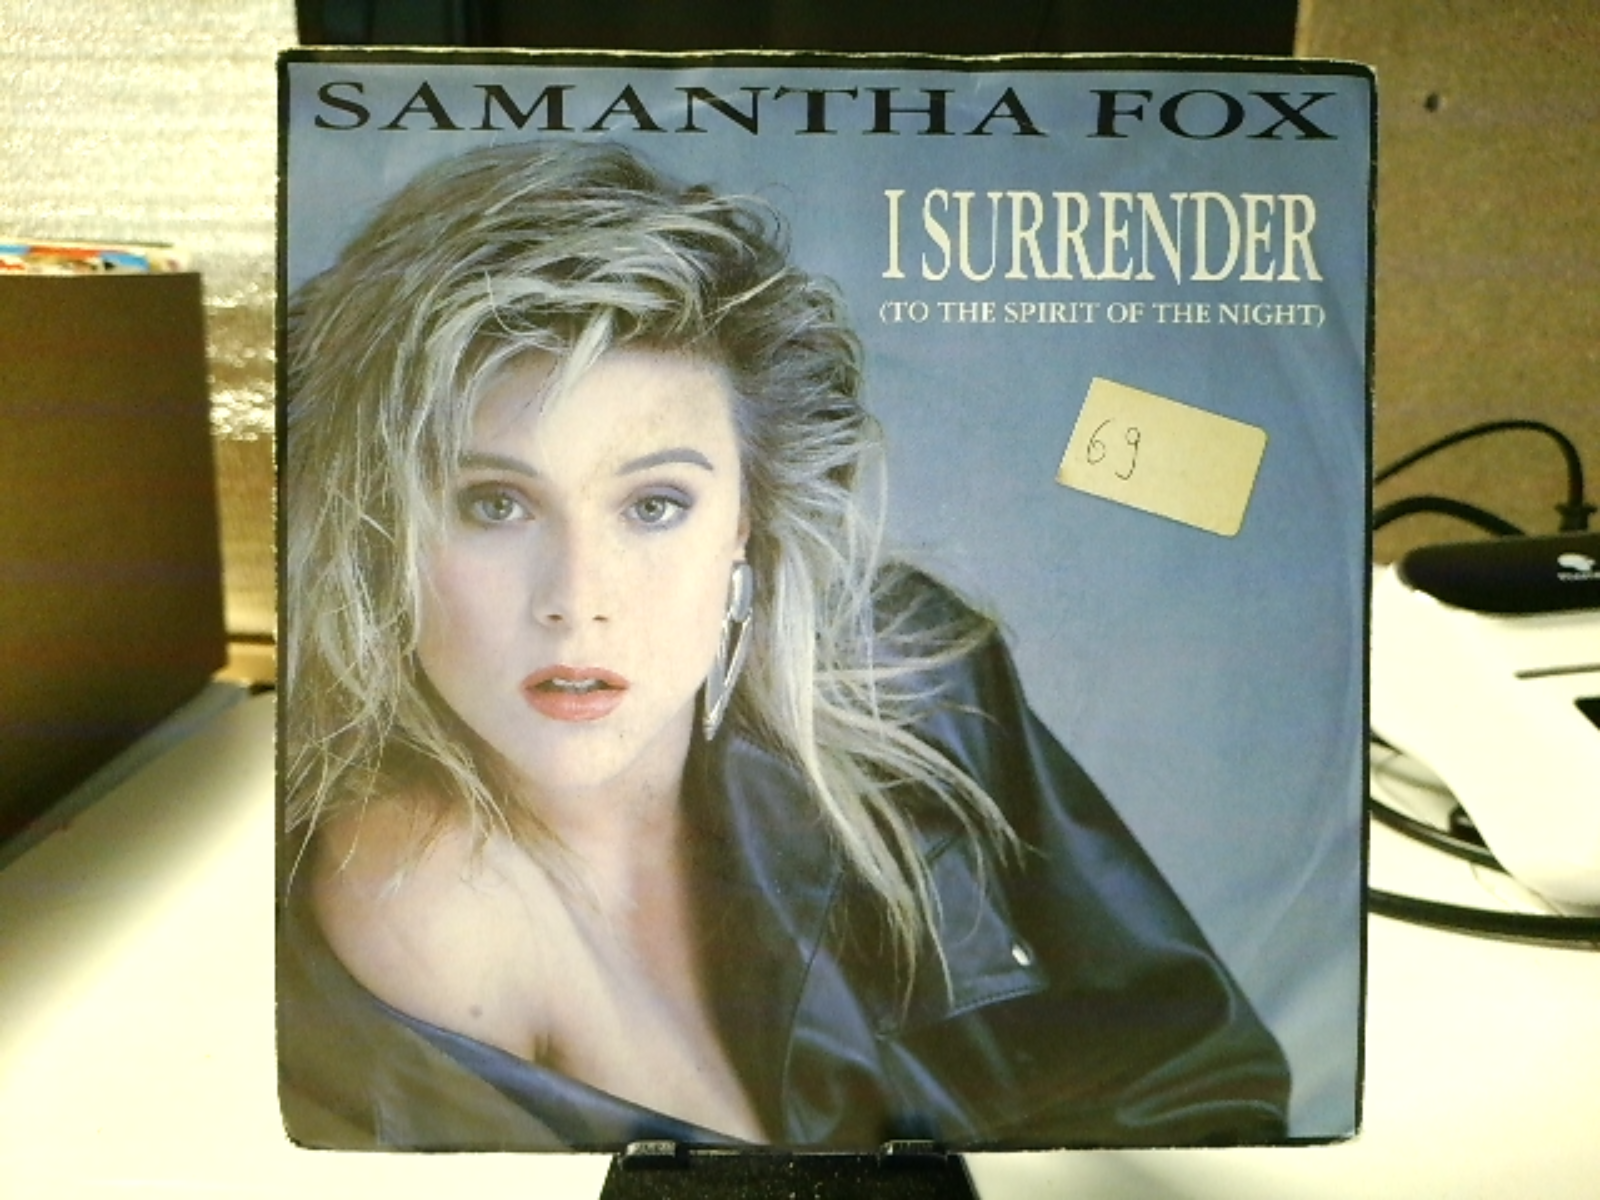 SAMANTHA FOX
I SURRENDER
(TO THE SPIRIT OF THE NIGHT)
69